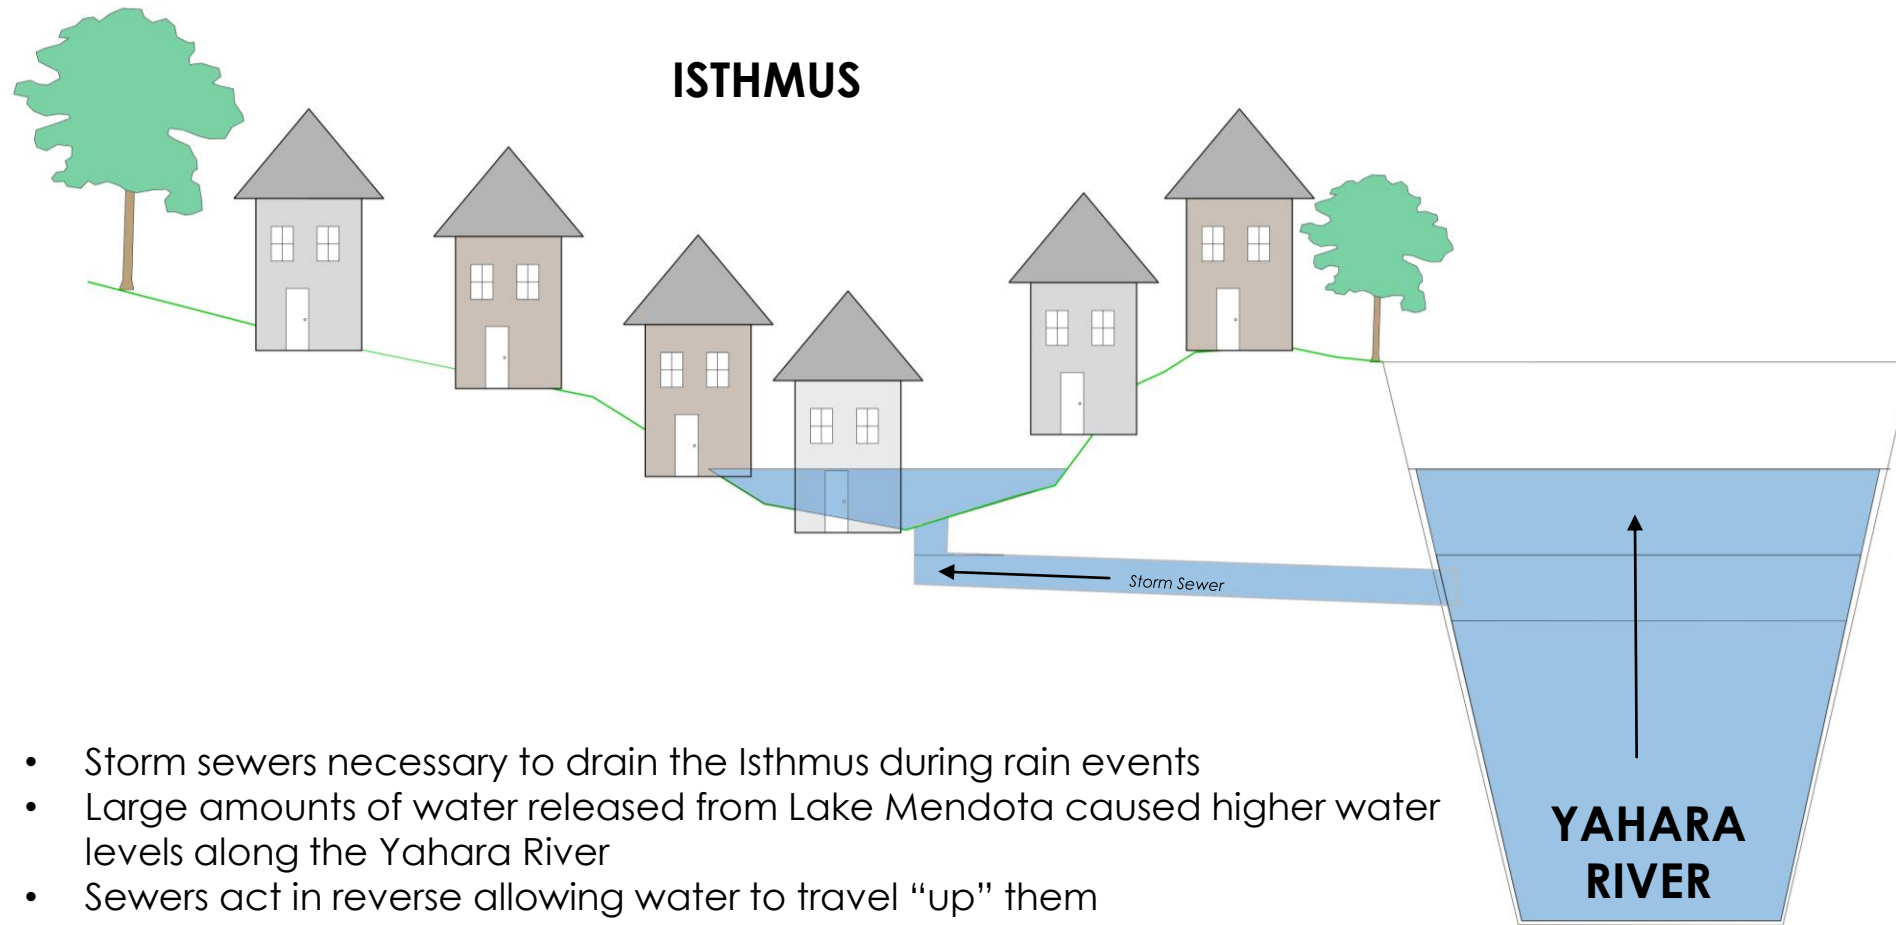 ISTHMUS
Storm Sewer
• Storm sewers necessary to drain the Isthmus during rain events
• Large amounts of water released from Lake Mendota caused higher water
levels along the Yahara River
• Sewers act in reverse allowing water to travel “up” them
YAHARA
RIVER